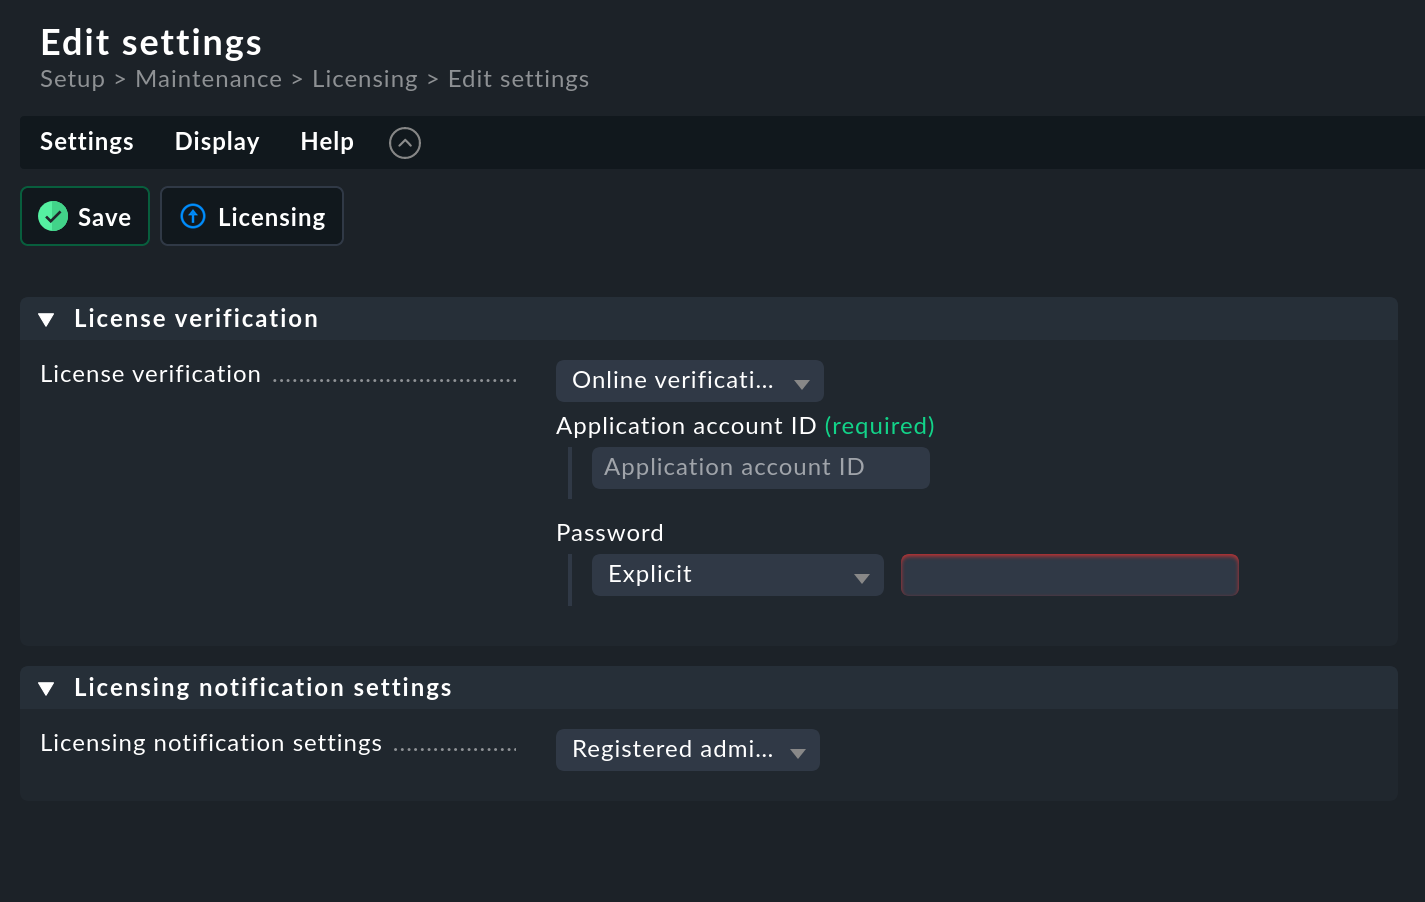 Edit settings
Setup > Maintenance > Licensing > Edit settings
Settings Display Help
Save Licensing
License verification
License verification Online verificati...
Application account ID (required)
Application account ID
Password
Explicit
Licensing notification settings
Licensing notification settings Registered admi...